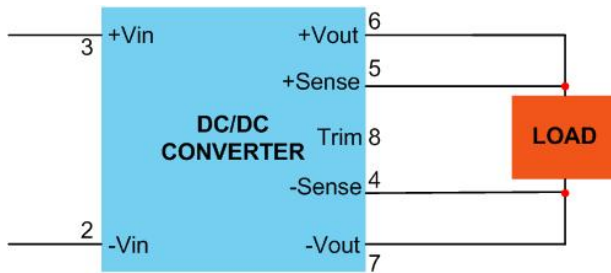 6
+Vin +Vout
3 5
+Sense
DC/DC Trim 8 LOAD
CONVERTER
4
-Sense
2
-Vin -Vout
7